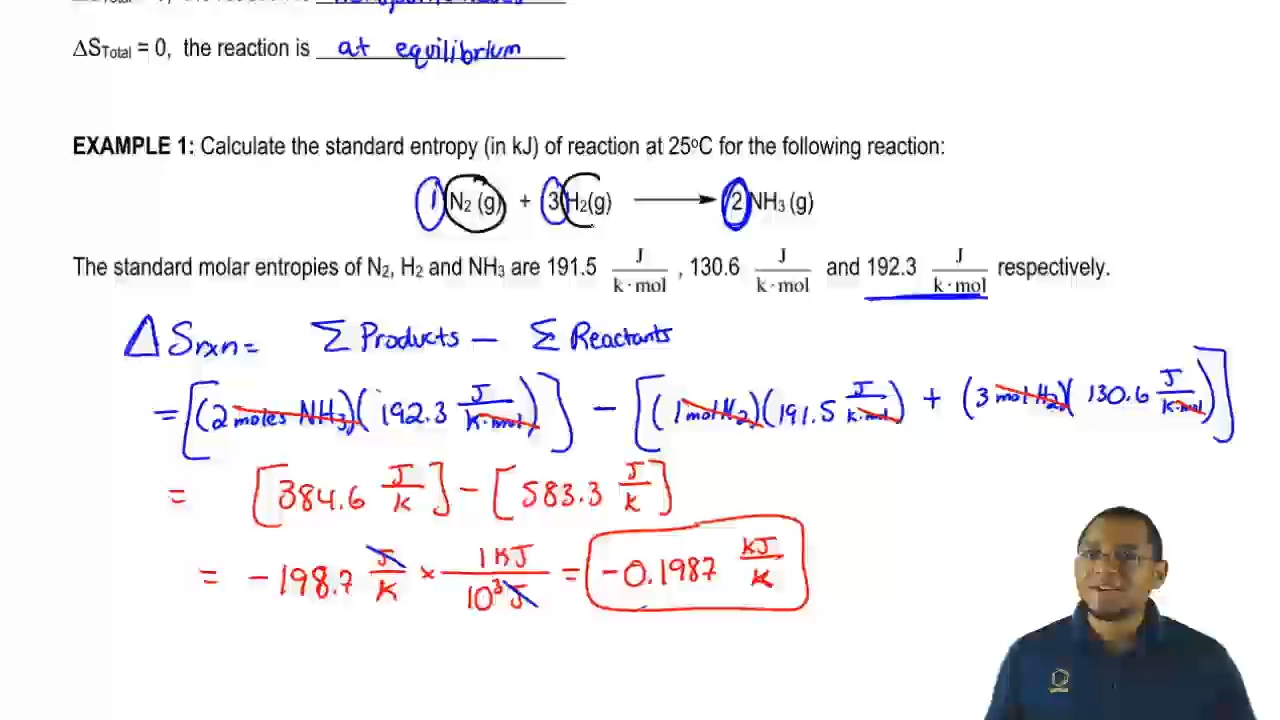 ΔS_Total = 0, the reaction is at equilibrium
EXAMPLE 1: Calculate the standard entropy (in kJ) of reaction at 25°C for the following reaction:
1 N₂ (g) + 3 H₂(g) → 2 NH₃ (g)
The standard molar entropies of N₂, H₂ and NH₃ are 191.5 J/k·mol , 130.6 J/k·mol and 192.3 J/k·mol respectively.
Δ Srxn = Σ Products − Σ Reactants
= [(2 moles NH₃)(192.3 J/K·mol)] − [(1 mol N₂)(191.5 J/K·mol) + (3 mol H₂)(130.6 J/K·mol)]
= [384.6 J/K] − [583.3 J/K]
= −198.7 J/K × 1 kJ/10³ J = −0.1987 kJ/K